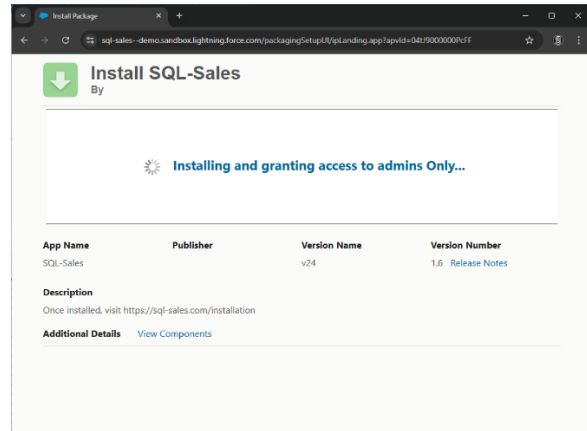 Install Package
sql-sales--demo.sandbox.lightning.force.com/packagingSetupUI/ipLanding.app?apvId=04tJ9000000PcFF
Install SQL-Sales
By
Installing and granting access to admins Only...
App Name Publisher Version Name Version Number
SQL-Sales v24 1.6 Release Notes
Description
Once installed, visit https://sql-sales.com/installation
Additional Details View Components